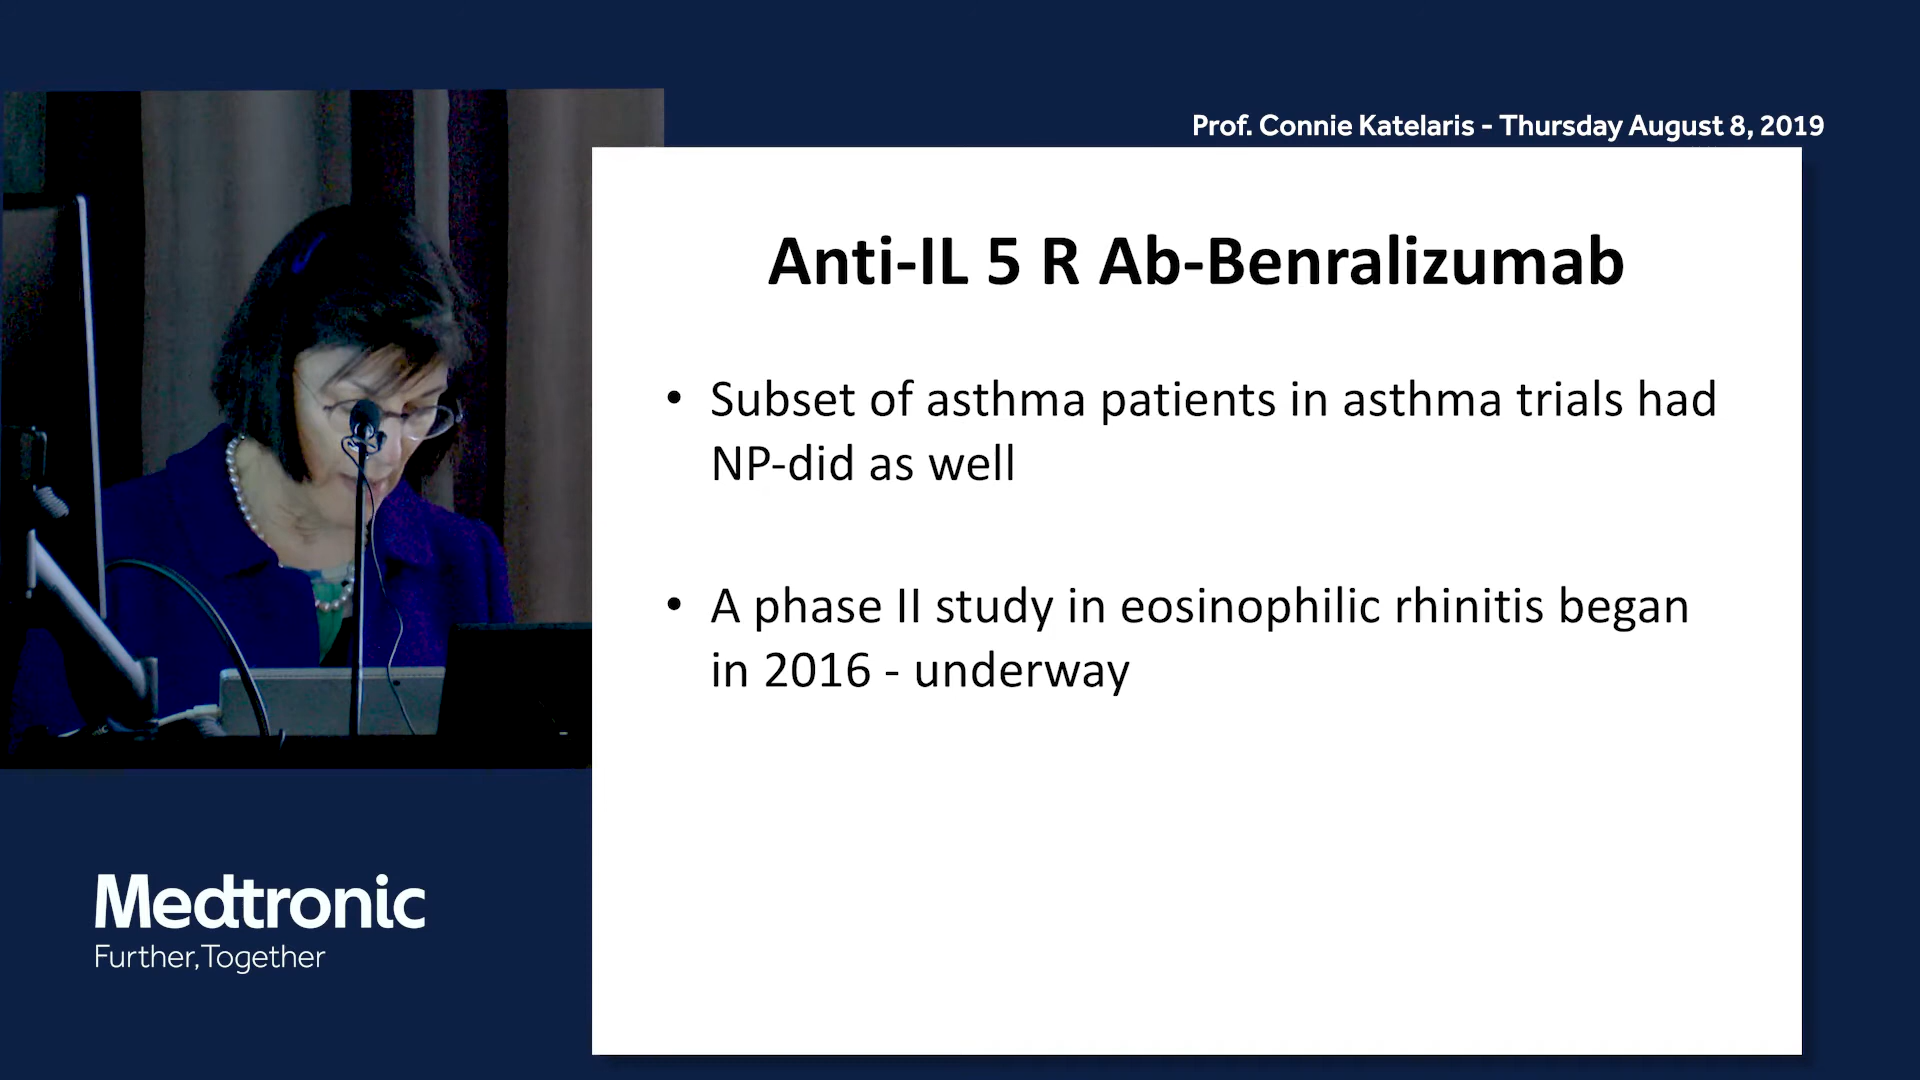 Prof. Connie Katelaris - Thursday August 8, 2019
Anti-IL 5 R Ab-Benralizumab
• Subset of asthma patients in asthma trials had
NP-did as well
• A phase II study in eosinophilic rhinitis began
in 2016 - underway
Medtronic
Further, Together